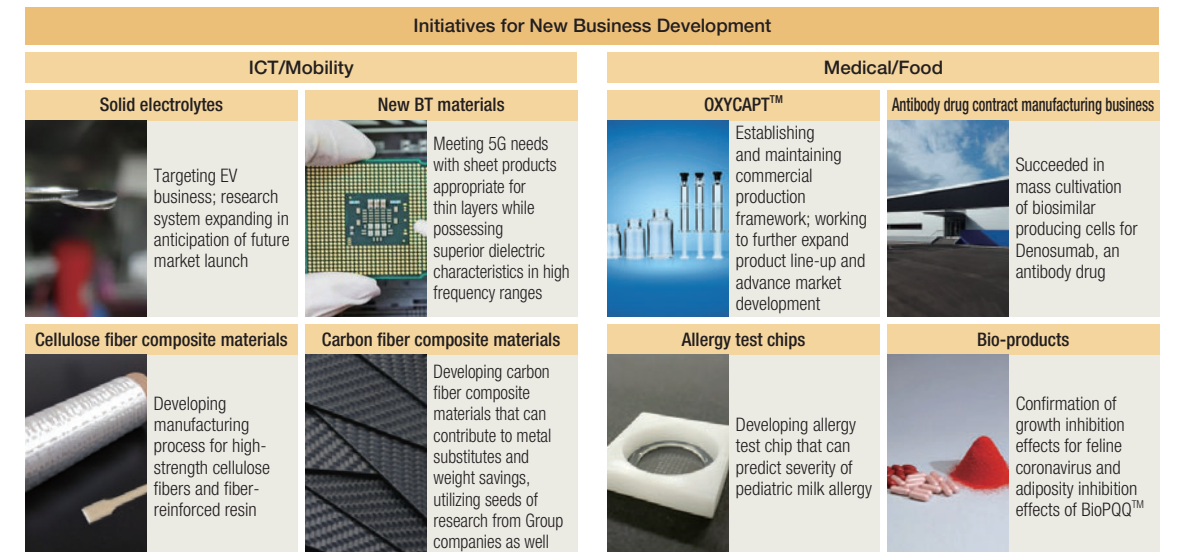 Initiatives for New Business Development
ICT/Mobility
Solid electrolytes
Targeting EV
business; research
system expanding in
anticipation of future
market launch
New BT materials
Meeting 5G needs
with sheet products
appropriate for
thin layers while
possessing
superior dielectric
characteristics in high
frequency ranges
Cellulose fiber composite materials
Developing
manufacturing
process for high-
strength cellulose
fibers and fiber-
reinforced resin
Carbon fiber composite materials
Developing carbon
fiber composite
materials that can
contribute to metal
substitutes and
weight savings,
utilizing seeds of
research from Group
companies as well
Medical/Food
OXYCAPT™
Establishing
and maintaining
commercial
production
framework; working
to further expand
product line-up and
advance market
development
Antibody drug contract manufacturing business
Succeeded in
mass cultivation
of biosimilar
producing cells for
Denosumab, an
antibody drug
Allergy test chips
Developing allergy
test chip that can
predict severity of
pediatric milk allergy
Bio-products
Confirmation of
growth inhibition
effects for feline
coronavirus and
adiposity inhibition
effects of BioPQQ™